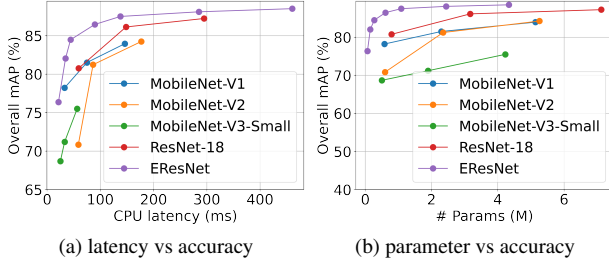 Overall mAP (%)
85
80
75
70
65
0
100
200
300
400
CPU latency (ms)
MobileNet-V1
MobileNet-V2
MobileNet-V3-Small
ResNet-18
EResNet
(a) latency vs accuracy
Overall mAP (%)
90
80
70
60
50
40
0
2
4
6
# Params (M)
MobileNet-V1
MobileNet-V2
MobileNet-V3-Small
ResNet-18
EResNet
(b) parameter vs accuracy